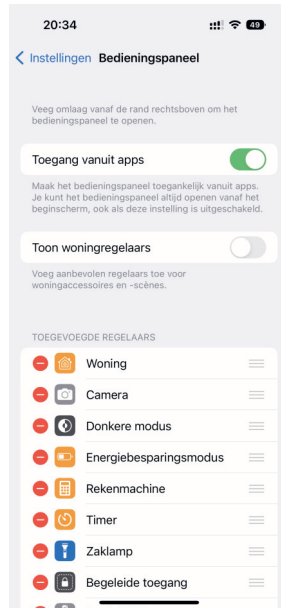 20:34
49
Instellingen Bedieningspaneel
Veeg omlaag vanaf de rand rechtsboven om het
bedieningspaneel te openen.
Toegang vanuit apps
Maak het bedieningspaneel toegankelijk vanuit apps.
Je kunt het bedieningspaneel altijd openen vanaf het
beginscherm, ook als deze instelling is uitgeschakeld.
Toon woningregelaars
Voeg aanbevolen regelaars toe voor
woningaccessoires en -scènes.
TOEGEVOEGDE REGELAARS
Woning
Camera
Donkere modus
Energiebesparingsmodus
Rekenmachine
Timer
Zaklamp
Begeleide toegang